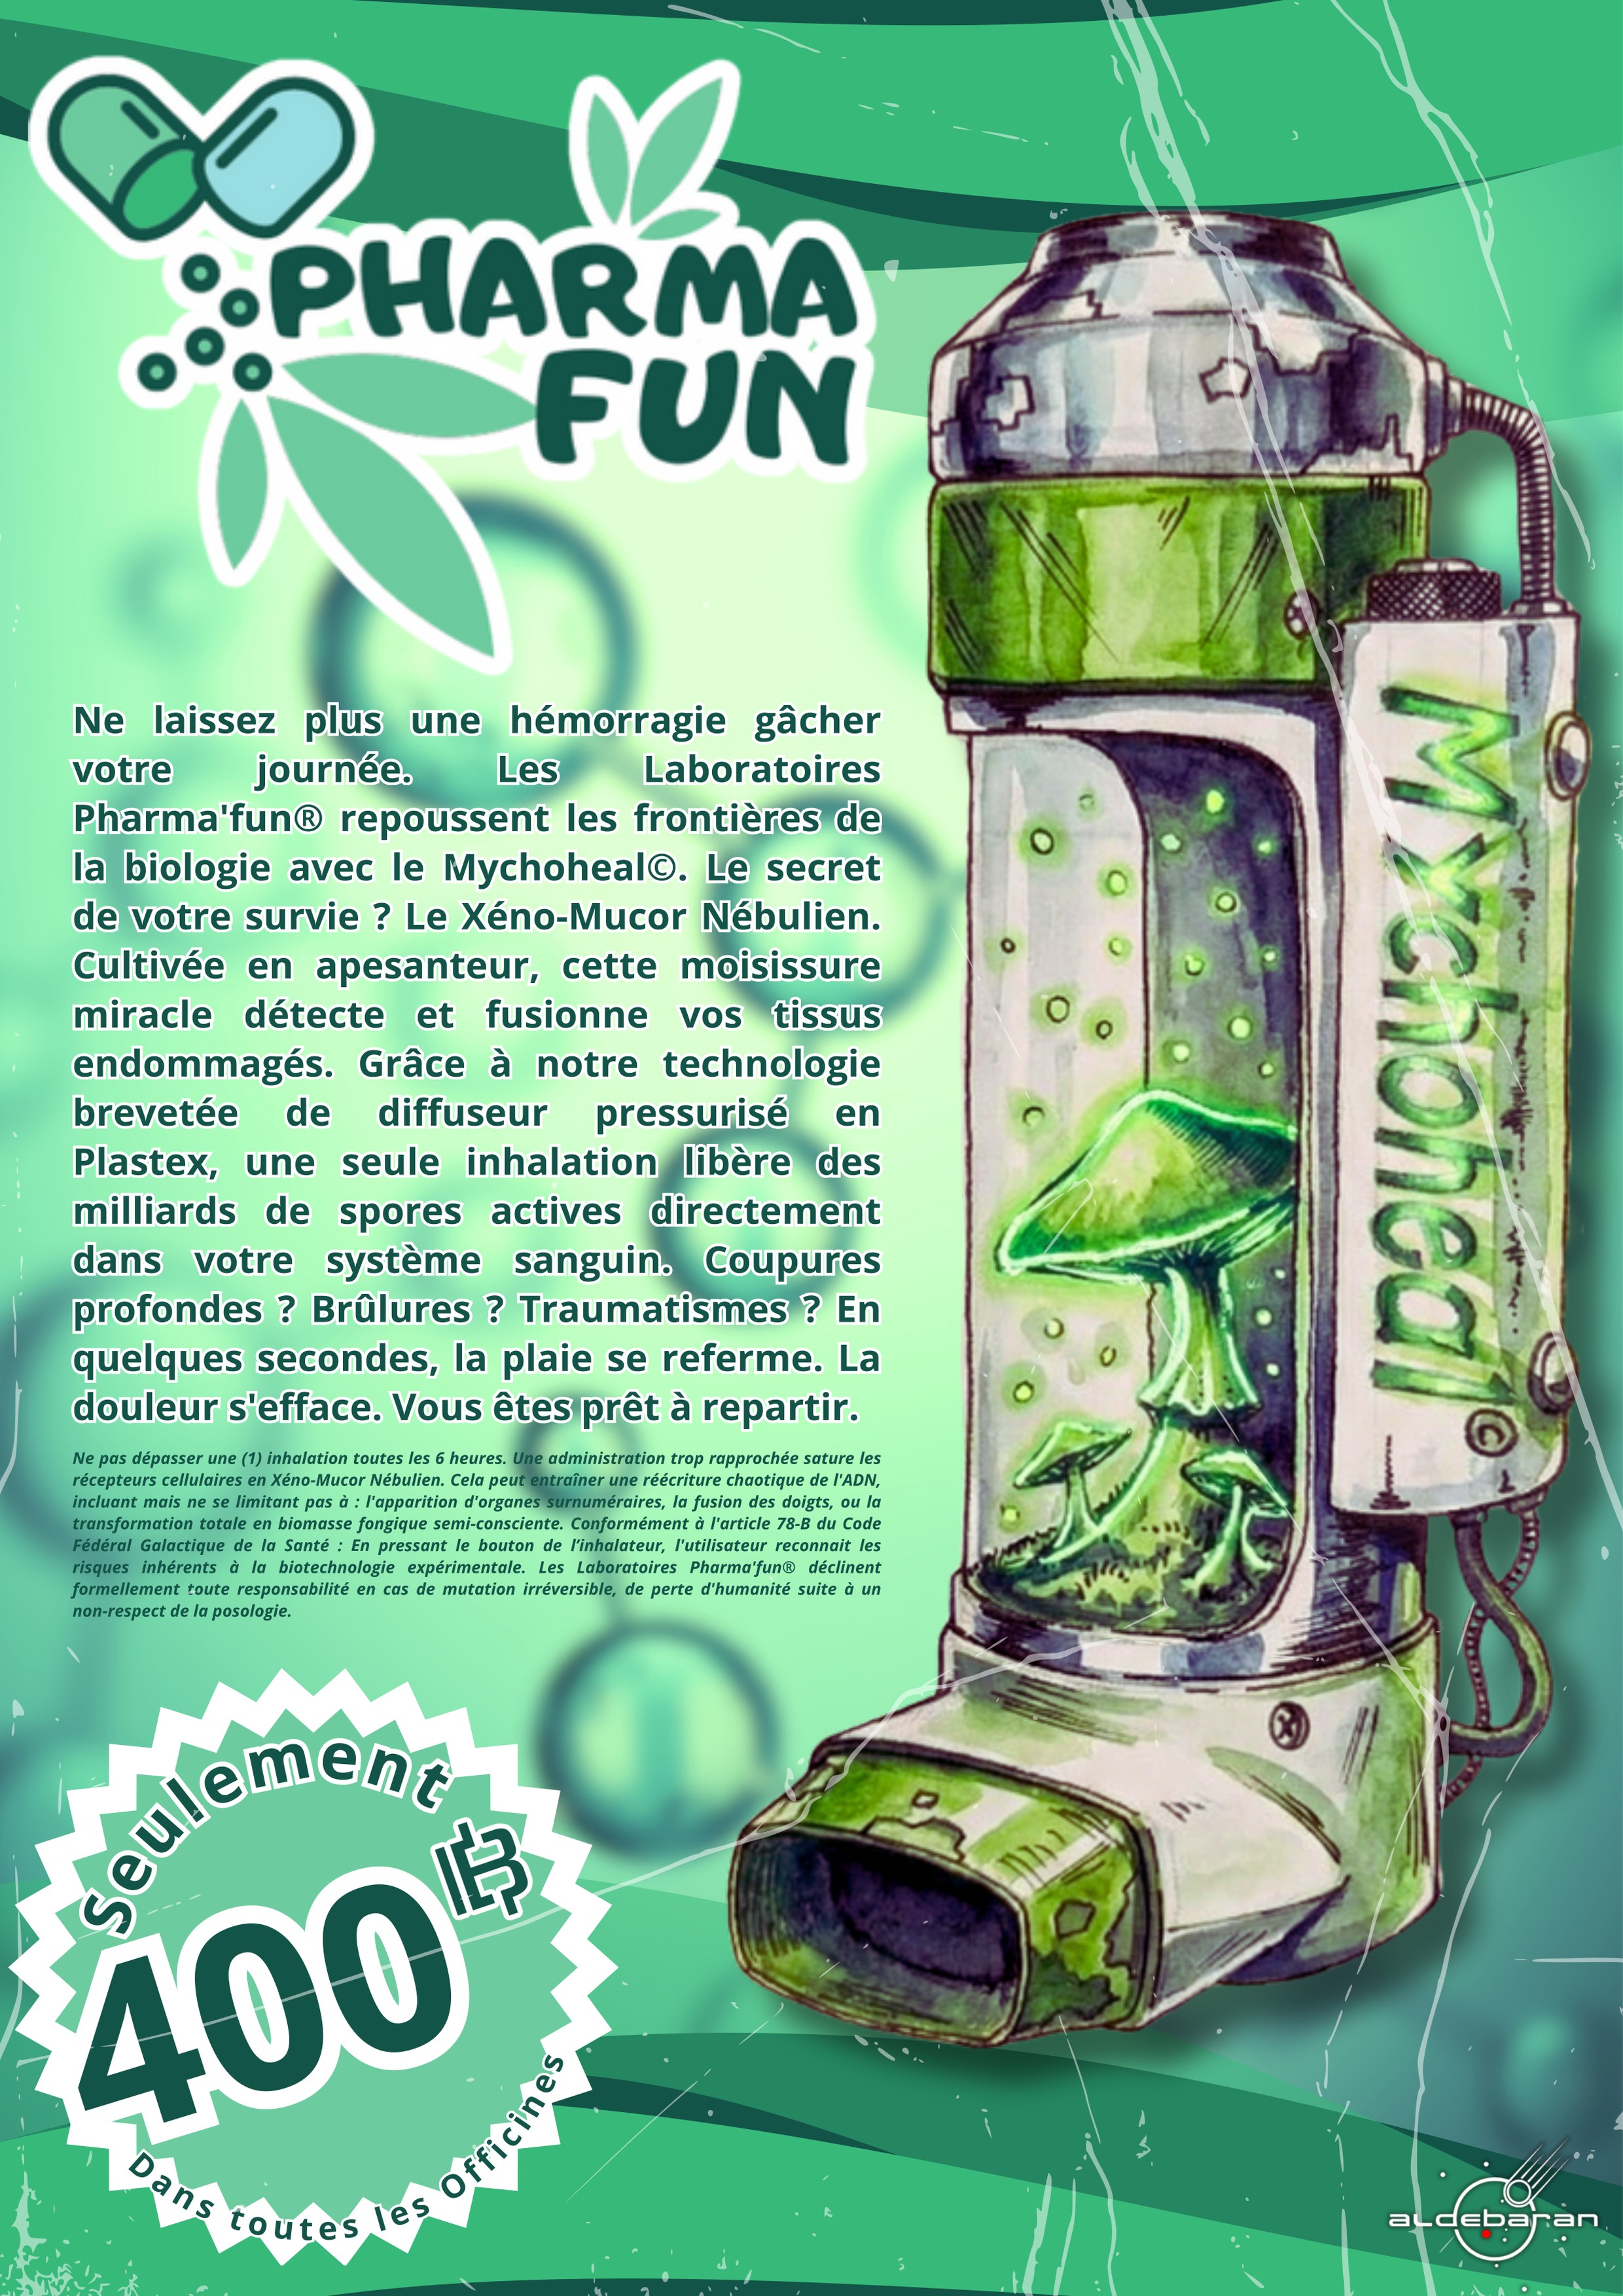 PHARMA
FUN
Ne laissez plus une hémorragie gâcher
votre journée. Les Laboratoires
Pharma'fun® repoussent les frontières de
la biologie avec le Mychoheal©. Le secret
de votre survie ? Le Xéno-Mucor Nébulien.
Cultivée en apesanteur, cette moisissure
miracle détecte et fusionne vos tissus
endommagés. Grâce à notre technologie
brevetée de diffuseur pressurisé en
Plastex, une seule inhalation libère des
milliards de spores actives directement
dans votre système sanguin. Coupures
profondes ? Brûlures ? Traumatismes ? En
quelques secondes, la plaie se referme. La
douleur s'efface. Vous êtes prêt à repartir.
Ne pas dépasser une (1) inhalation toutes les 6 heures. Une administration trop rapprochée sature les
récepteurs cellulaires en Xéno-Mucor Nébulien. Cela peut entraîner une réécriture chaotique de l'ADN,
incluant mais ne se limitant pas à : l'apparition d'organes surnuméraires, la fusion des doigts, ou la
transformation totale en biomasse fongique semi-consciente. Conformément à l'article 78-B du Code
Fédéral Galactique de la Santé : En pressant le bouton de l'inhalateur, l'utilisateur reconnait les
risques inhérents à la biotechnologie expérimentale. Les Laboratoires Pharma'fun® déclinent
formellement toute responsabilité en cas de mutation irréversible, de perte d'humanité suite à un
non-respect de la posologie.
Mychoheal©
Seulement
400
Dans toutes les Officines
aLdebaran